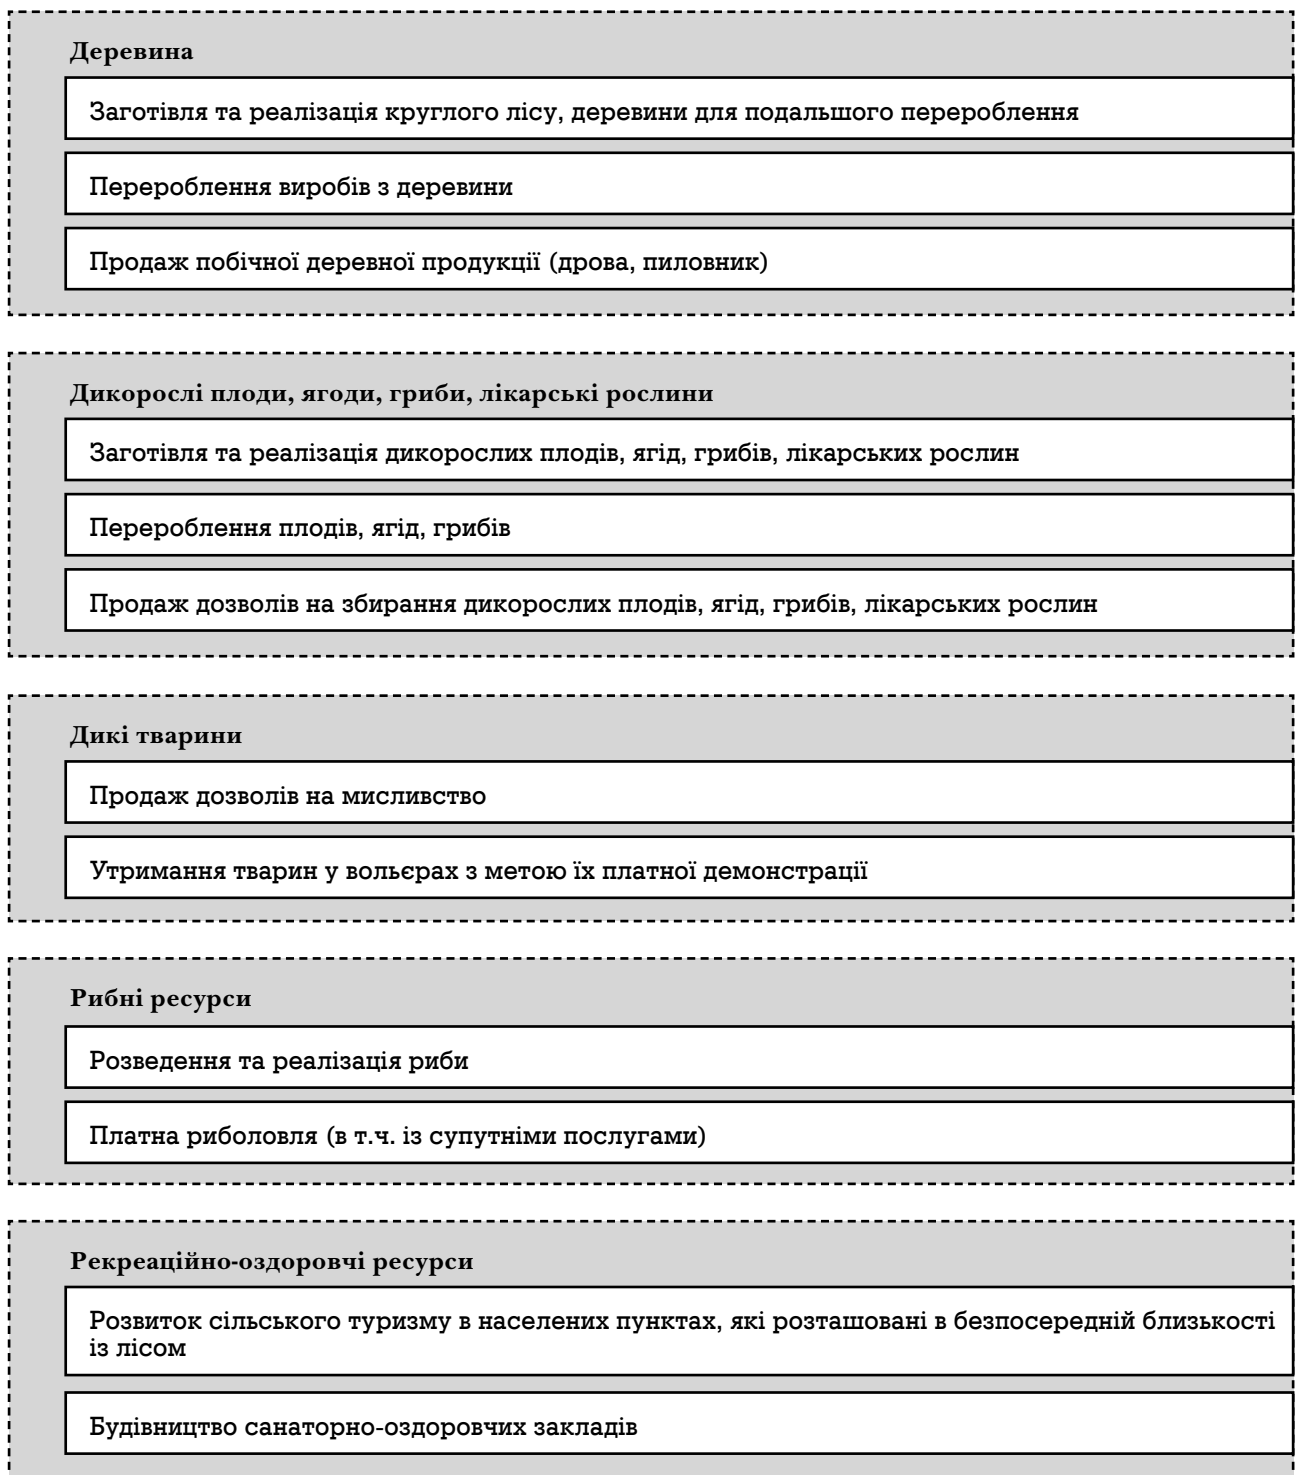 Деревина
Заготівля та реалізація круглого лісу, деревини для подальшого перероблення
Перероблення виробів з деревини
Продаж побічної деревної продукції (дрова, пиловник)
Дикорослі плоди, ягоди, гриби, лікарські рослини
Заготівля та реалізація дикорослих плодів, ягід, грибів, лікарських рослин
Перероблення плодів, ягід, грибів
Продаж дозволів на збирання дикорослих плодів, ягід, грибів, лікарських рослин
Дикі тварини
Продаж дозволів на мисливство
Утримання тварин у вольєрах з метою їх платної демонстрації
Рибні ресурси
Розведення та реалізація риби
Платна риболовля (в т.ч. із супутніми послугами)
Рекреаційно-оздоровчі ресурси
Розвиток сільського туризму в населених пунктах, які розташовані в безпосередній близькості
із лісом
Будівництво санаторно-оздоровчих закладів